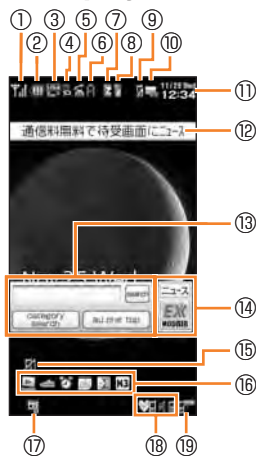 ① ② ③ ④ ⑤ ⑥ ⑦ ⑧ ⑨ ⑩
11/28 Wed
12:34
⑪
通信料無料で待受画面にニュース
⑫
⑬
search
ニュース
category search
au one top
EX
⑭
⑮
⑯
⑰ ⑱ ⑲